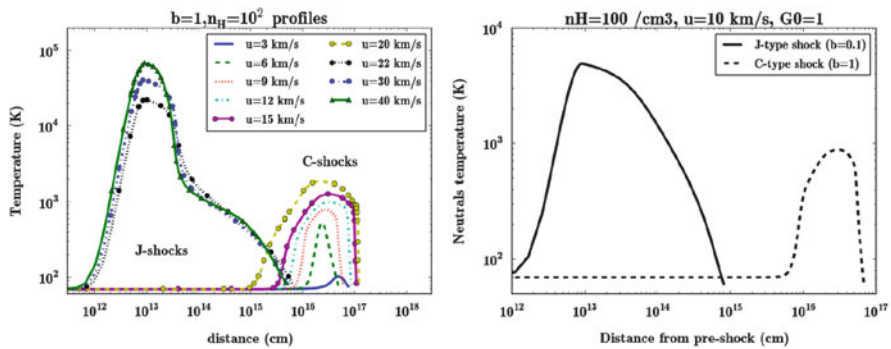 b=1,n_H=10^2 profiles
Temperature (K)
10^5
10^4
10^3
10^2
u=3 km/s
u=6 km/s
u=9 km/s
u=12 km/s
u=15 km/s
u=20 km/s
u=22 km/s
u=30 km/s
u=40 km/s
C-shocks
J-shocks
10^12 10^13 10^14 10^15 10^16 10^17 10^18
distance (cm)
nH=100 /cm3, u=10 km/s, G0=1
Neutrals temperature (K)
10^4
10^3
10^2
J-type shock (b=0.1)
C-type shock (b=1)
10^12 10^13 10^14 10^15 10^16 10^17
Distance from pre-shock (cm)